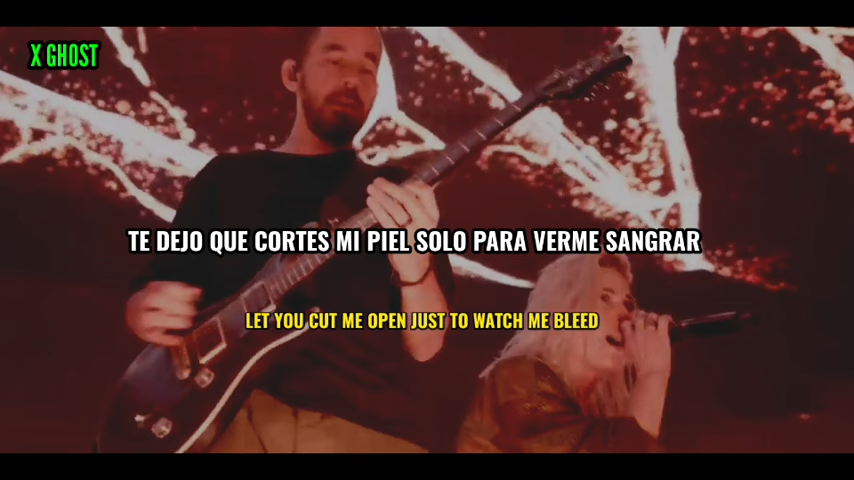 X GHOST
TE DEJO QUE CORTES MI PIEL SOLO PARA VERME SANGRAR
LET YOU CUT ME OPEN JUST TO WATCH ME BLEED